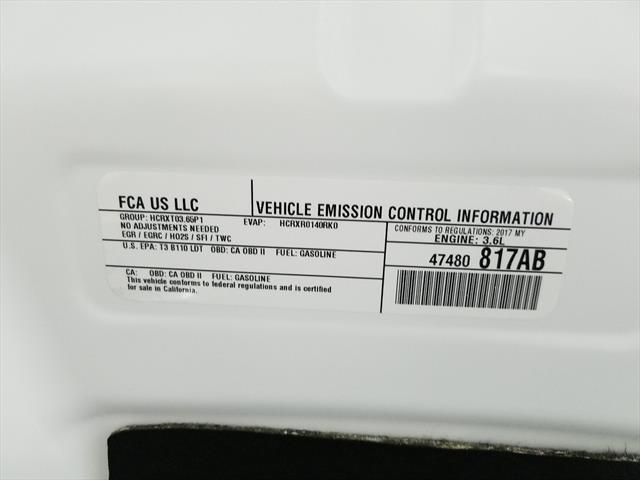 FCA US LLC
VEHICLE EMISSION CONTROL INFORMATION
GROUP: HCRXT03.65P1 EVAP: HCRXR0140RK0
NO ADJUSTMENTS NEEDED
EGR / EGRC / HO2S / SFI / TWC
CONFORMS TO REGULATIONS: 2017 MY
ENGINE: 3.6L
U.S. EPA: T3 B110 LDT OBD: CA OBD II FUEL: GASOLINE
47480 817AB
CA: OBD: CA OBD II FUEL: GASOLINE
This vehicle conforms to federal regulations and is certified
for sale in California.